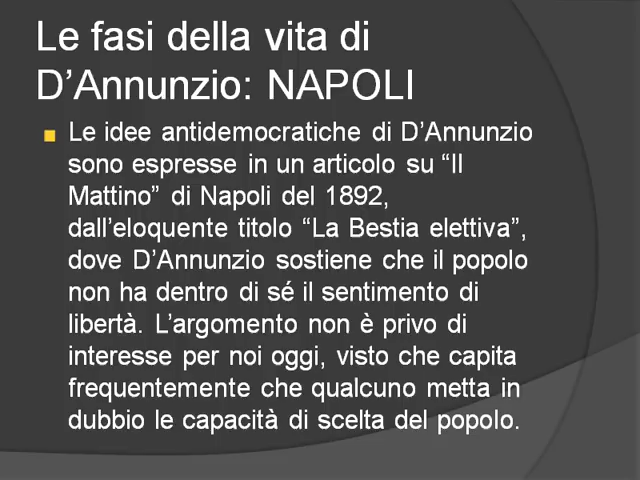 Le fasi della vita di
D’Annunzio: NAPOLI
Le idee antidemocratiche di D’Annunzio
sono espresse in un articolo su “Il
Mattino” di Napoli del 1892,
dall’eloquente titolo “La Bestia elettiva”,
dove D’Annunzio sostiene che il popolo
non ha dentro di sé il sentimento di
libertà. L’argomento non è privo di
interesse per noi oggi, visto che capita
frequentemente che qualcuno metta in
dubbio le capacità di scelta del popolo.